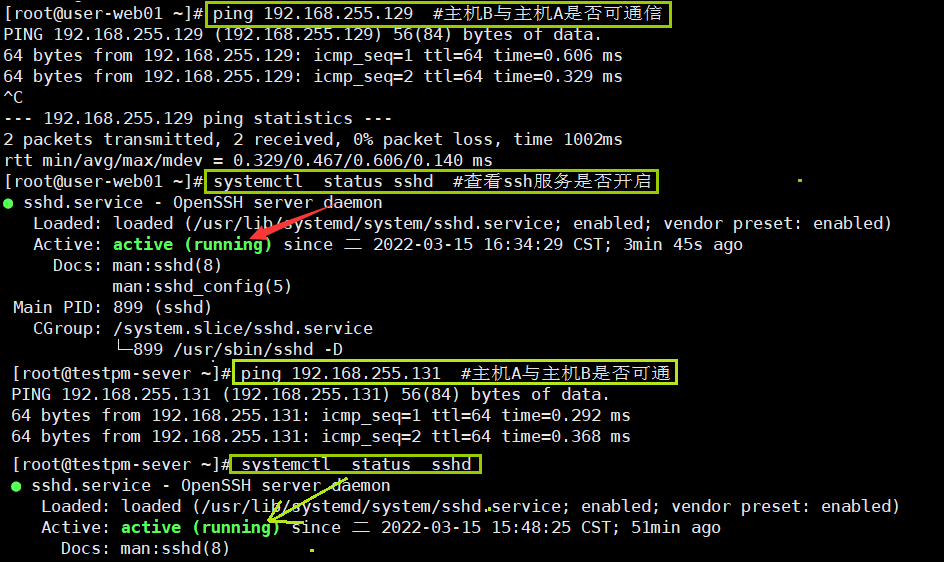 [root@user-web01 ~]# ping 192.168.255.129  #主机B与主机A是否可通信
PING 192.168.255.129 (192.168.255.129) 56(84) bytes of data.
64 bytes from 192.168.255.129: icmp_seq=1 ttl=64 time=0.606 ms
64 bytes from 192.168.255.129: icmp_seq=2 ttl=64 time=0.329 ms
^C
--- 192.168.255.129 ping statistics ---
2 packets transmitted, 2 received, 0% packet loss, time 1002ms
rtt min/avg/max/mdev = 0.329/0.467/0.606/0.140 ms
[root@user-web01 ~]# systemctl  status sshd  #查看ssh服务是否开启
● sshd.service - OpenSSH server daemon
Loaded: loaded (/usr/lib/systemd/system/sshd.service; enabled; vendor preset: enabled)
Active: active (running) since 二 2022-03-15 16:34:29 CST; 3min 45s ago
Docs: man:sshd(8)
man:sshd_config(5)
Main PID: 899 (sshd)
CGroup: /system.slice/sshd.service
└─899 /usr/sbin/sshd -D
[root@testpm-sever ~]# ping 192.168.255.131  #主机A与主机B是否可通
PING 192.168.255.131 (192.168.255.131) 56(84) bytes of data.
64 bytes from 192.168.255.131: icmp_seq=1 ttl=64 time=0.292 ms
64 bytes from 192.168.255.131: icmp_seq=2 ttl=64 time=0.368 ms
[root@testpm-sever ~]# systemctl  status  sshd
● sshd.service - OpenSSH server daemon
Loaded: loaded (/usr/lib/systemd/system/sshd.service; enabled; vendor preset: enabled)
Active: active (running) since 二 2022-03-15 15:48:25 CST; 51min ago
Docs: man:sshd(8)